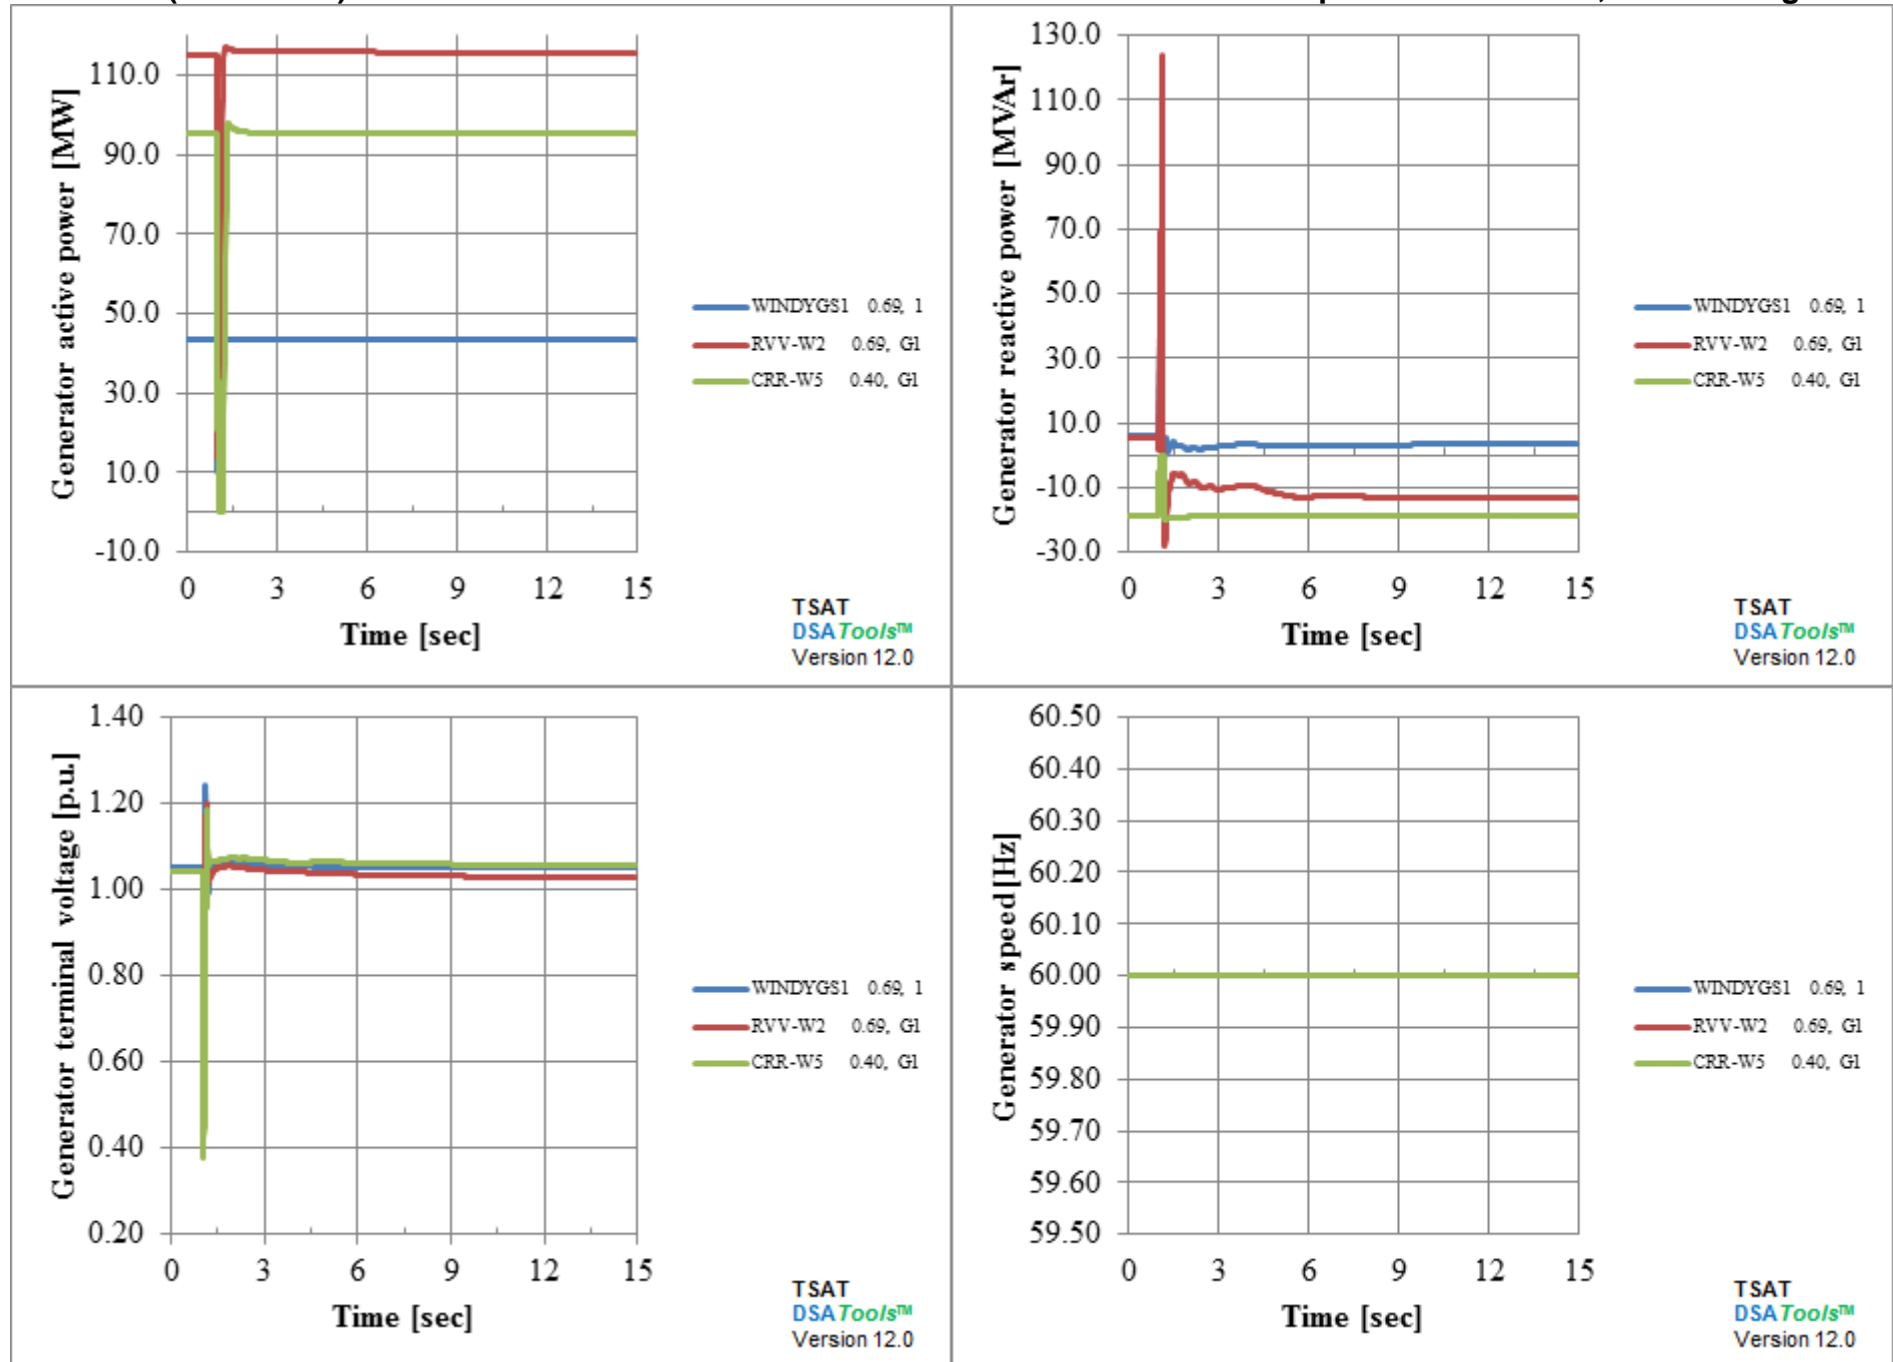 Generator active power [MW]
110.0
90.0
70.0
50.0
30.0
10.0
-10.0
0 3 6 9 12 15
Time [sec]
WINDYGS1 0.69, 1
RVV-W2 0.69, G1
CRR-W5 0.40, G1
TSAT
DSATools™
Version 12.0
Generator reactive power [MVAr]
130.0
110.0
90.0
70.0
50.0
30.0
10.0
-10.0
-30.0
0 3 6 9 12 15
Time [sec]
WINDYGS1 0.69, 1
RVV-W2 0.69, G1
CRR-W5 0.40, G1
TSAT
DSATools™
Version 12.0
Generator terminal voltage [p.u.]
1.40
1.20
1.00
0.80
0.60
0.40
0.20
0 3 6 9 12 15
Time [sec]
WINDYGS1 0.69, 1
RVV-W2 0.69, G1
CRR-W5 0.40, G1
TSAT
DSATools™
Version 12.0
Generator speed[Hz]
60.50
60.40
60.30
60.20
60.10
60.00
59.90
59.80
59.70
59.60
59.50
0 3 6 9 12 15
Time [sec]
WINDYGS1 0.69, 1
RVV-W2 0.69, G1
CRR-W5 0.40, G1
TSAT
DSATools™
Version 12.0